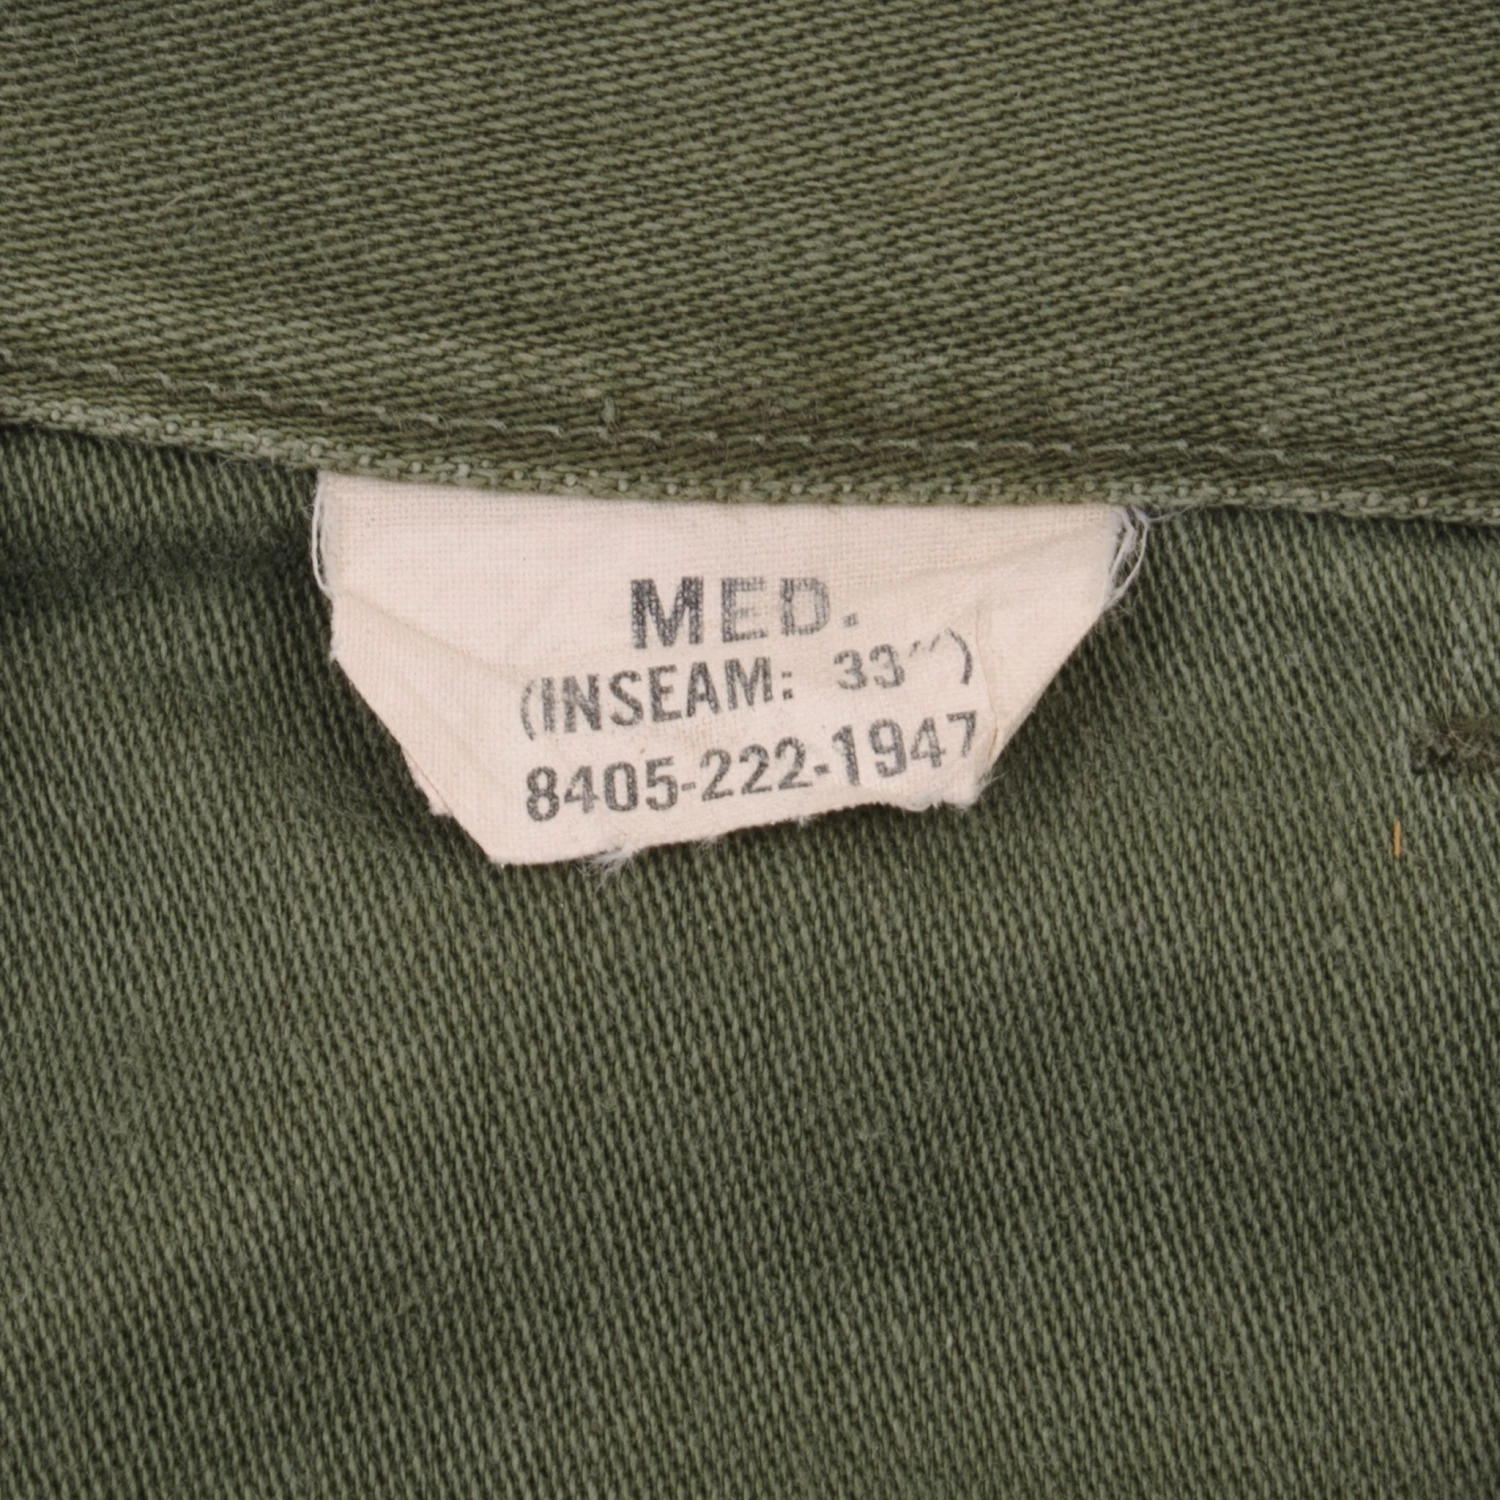 MED.
(INSEAM: 33")
8405-222-1947